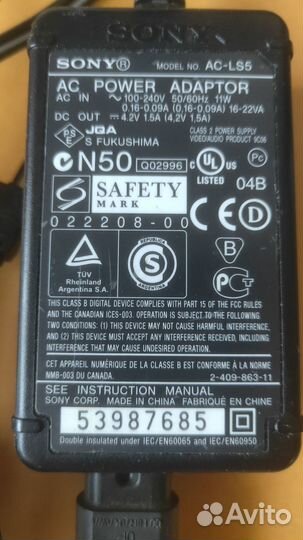 SONY
SONY® MODEL NO. AC-LS5
AC POWER ADAPTOR
AC IN ～100-240V 50/60Hz 11W
0.16-0.09A (0.16-0.09A) 16-22VA
DC OUT ⎓4.2V 1.5A (4,2V 1,5A)
PS E JQA
S FUKUSHIMA
CLASS 2 POWER SUPPLY
VIDEO/AUDIO PRODUCT 9C06
N50 Q02996
C UL US
LISTED 04B
S SAFETY
MARK
022208-00
TÜV
Rheinland
Argentina S.A.
REPUBLICA
S
ARGENTINA
B
THIS CLASS B DIGITAL DEVICE COMPLIES WITH PART 15 OF THE FCC RULES
AND THE CANADIAN ICES-003. OPERATION IS SUBJECT TO THE FOLLOWING
TWO CONDITIONS: (1) THIS DEVICE MAY NOT CAUSE HARMFUL INTERFERENCE,
AND (2) THIS DEVICE MUST ACCEPT ANY INTERFERENCE RECEIVED, INCLUDING
INTERFERENCE THAT MAY CAUSE UNDESIRED OPERATION.
CET APPAREIL NUMÉRIQUE DE LA CLASSE B EST CONFORME À LA NORME
NMB-003 DU CANADA. 2-409-863-11
SEE INSTRUCTION MANUAL
SONY CORP. MADE IN CHINA FABRIQUÉ EN CHINE
53987685
Double insulated under IEC/EN60065 and IEC/EN60950
Avito